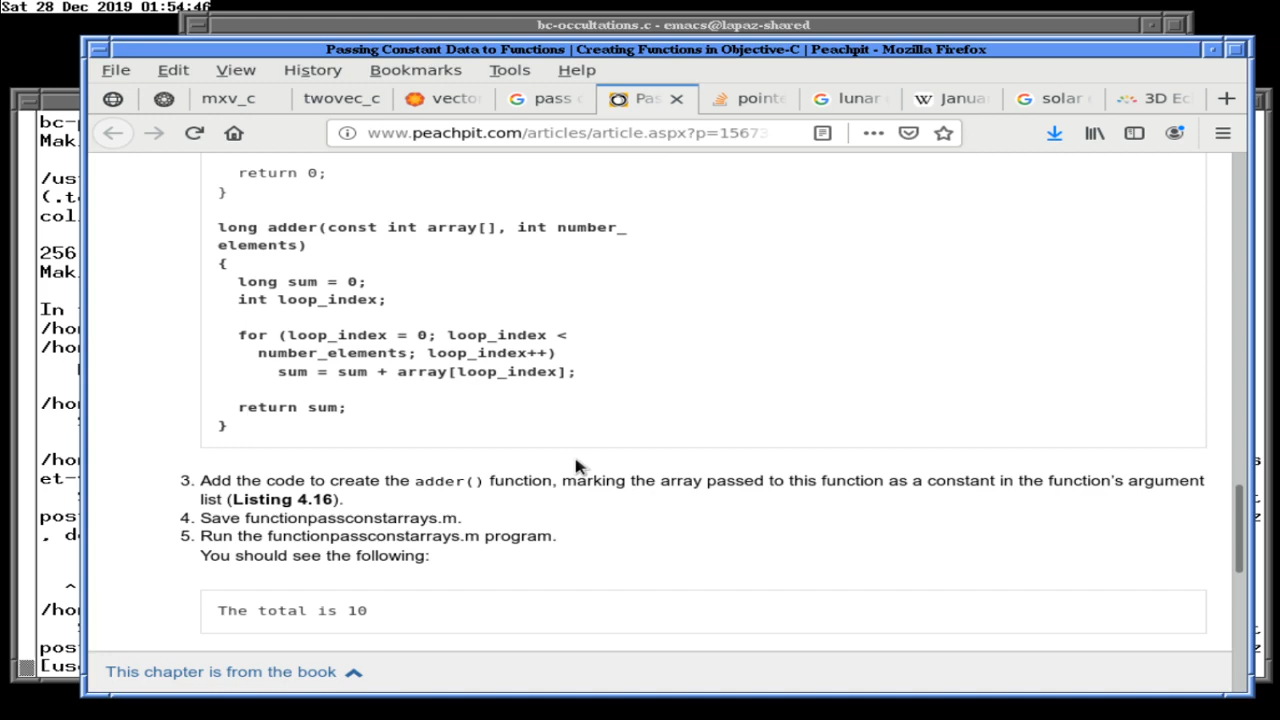 Sat 28 Dec 2019 01:54:46
bc-occultations.c - emacs@lapaz-shared
Passing Constant Data to Functions | Creating Functions in Objective-C | Peachpit - Mozilla Firefox
File Edit View History Bookmarks Tools Help
mxv_c twovec_c vecto pass Pas pointe lunar Janua solar 3D Ec
www.peachpit.com/articles/article.aspx?p=15673
bc-
Mak
/us
(.ta
col
256
Mak
In
/ho
/ho
/ho
/ho
et-
pos
, d
^
/ho
pos
[use
return 0;
}
long adder(const int array[], int number_
elements)
{
long sum = 0;
int loop_index;
for (loop_index = 0; loop_index <
number_elements; loop_index++)
sum = sum + array[loop_index];
return sum;
}
3. Add the code to create the adder() function, marking the array passed to this function as a constant in the function's argument
list (Listing 4.16).
4. Save functionpassconstarrays.m.
5. Run the functionpassconstarrays.m program.
You should see the following:
The total is 10
This chapter is from the book